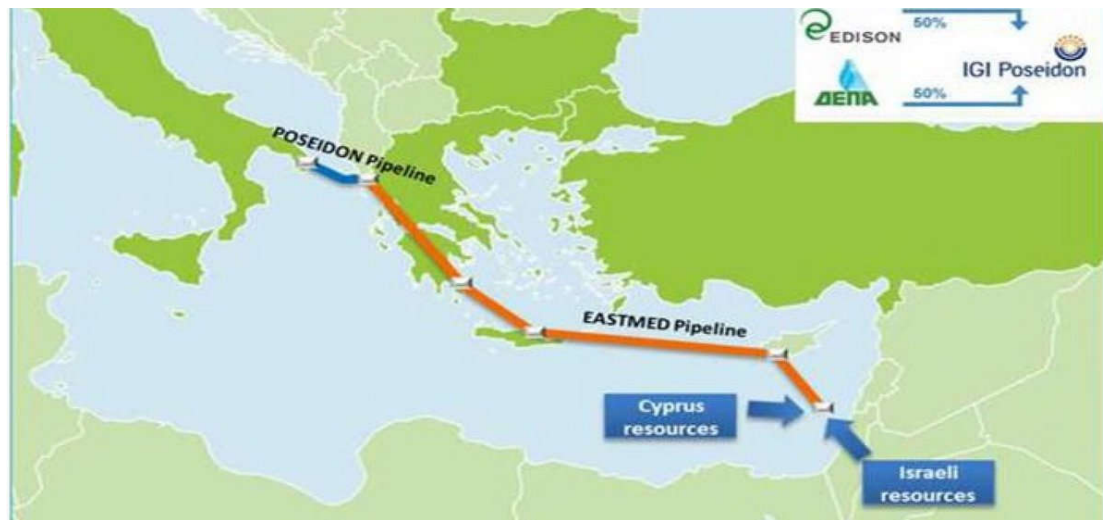 50%
EDISON
IGI Poseidon
ΔΕΠΑ
50%
POSEIDON Pipeline
EASTMED Pipeline
Cyprus
resources
Israeli
resources